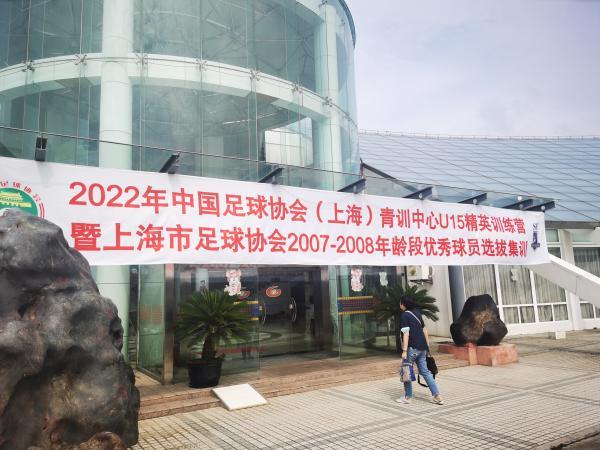 2022年中国足球协会（上海）青训中心U15精英训练营
暨上海市足球协会2007-2008年龄段优秀球员选拔集训